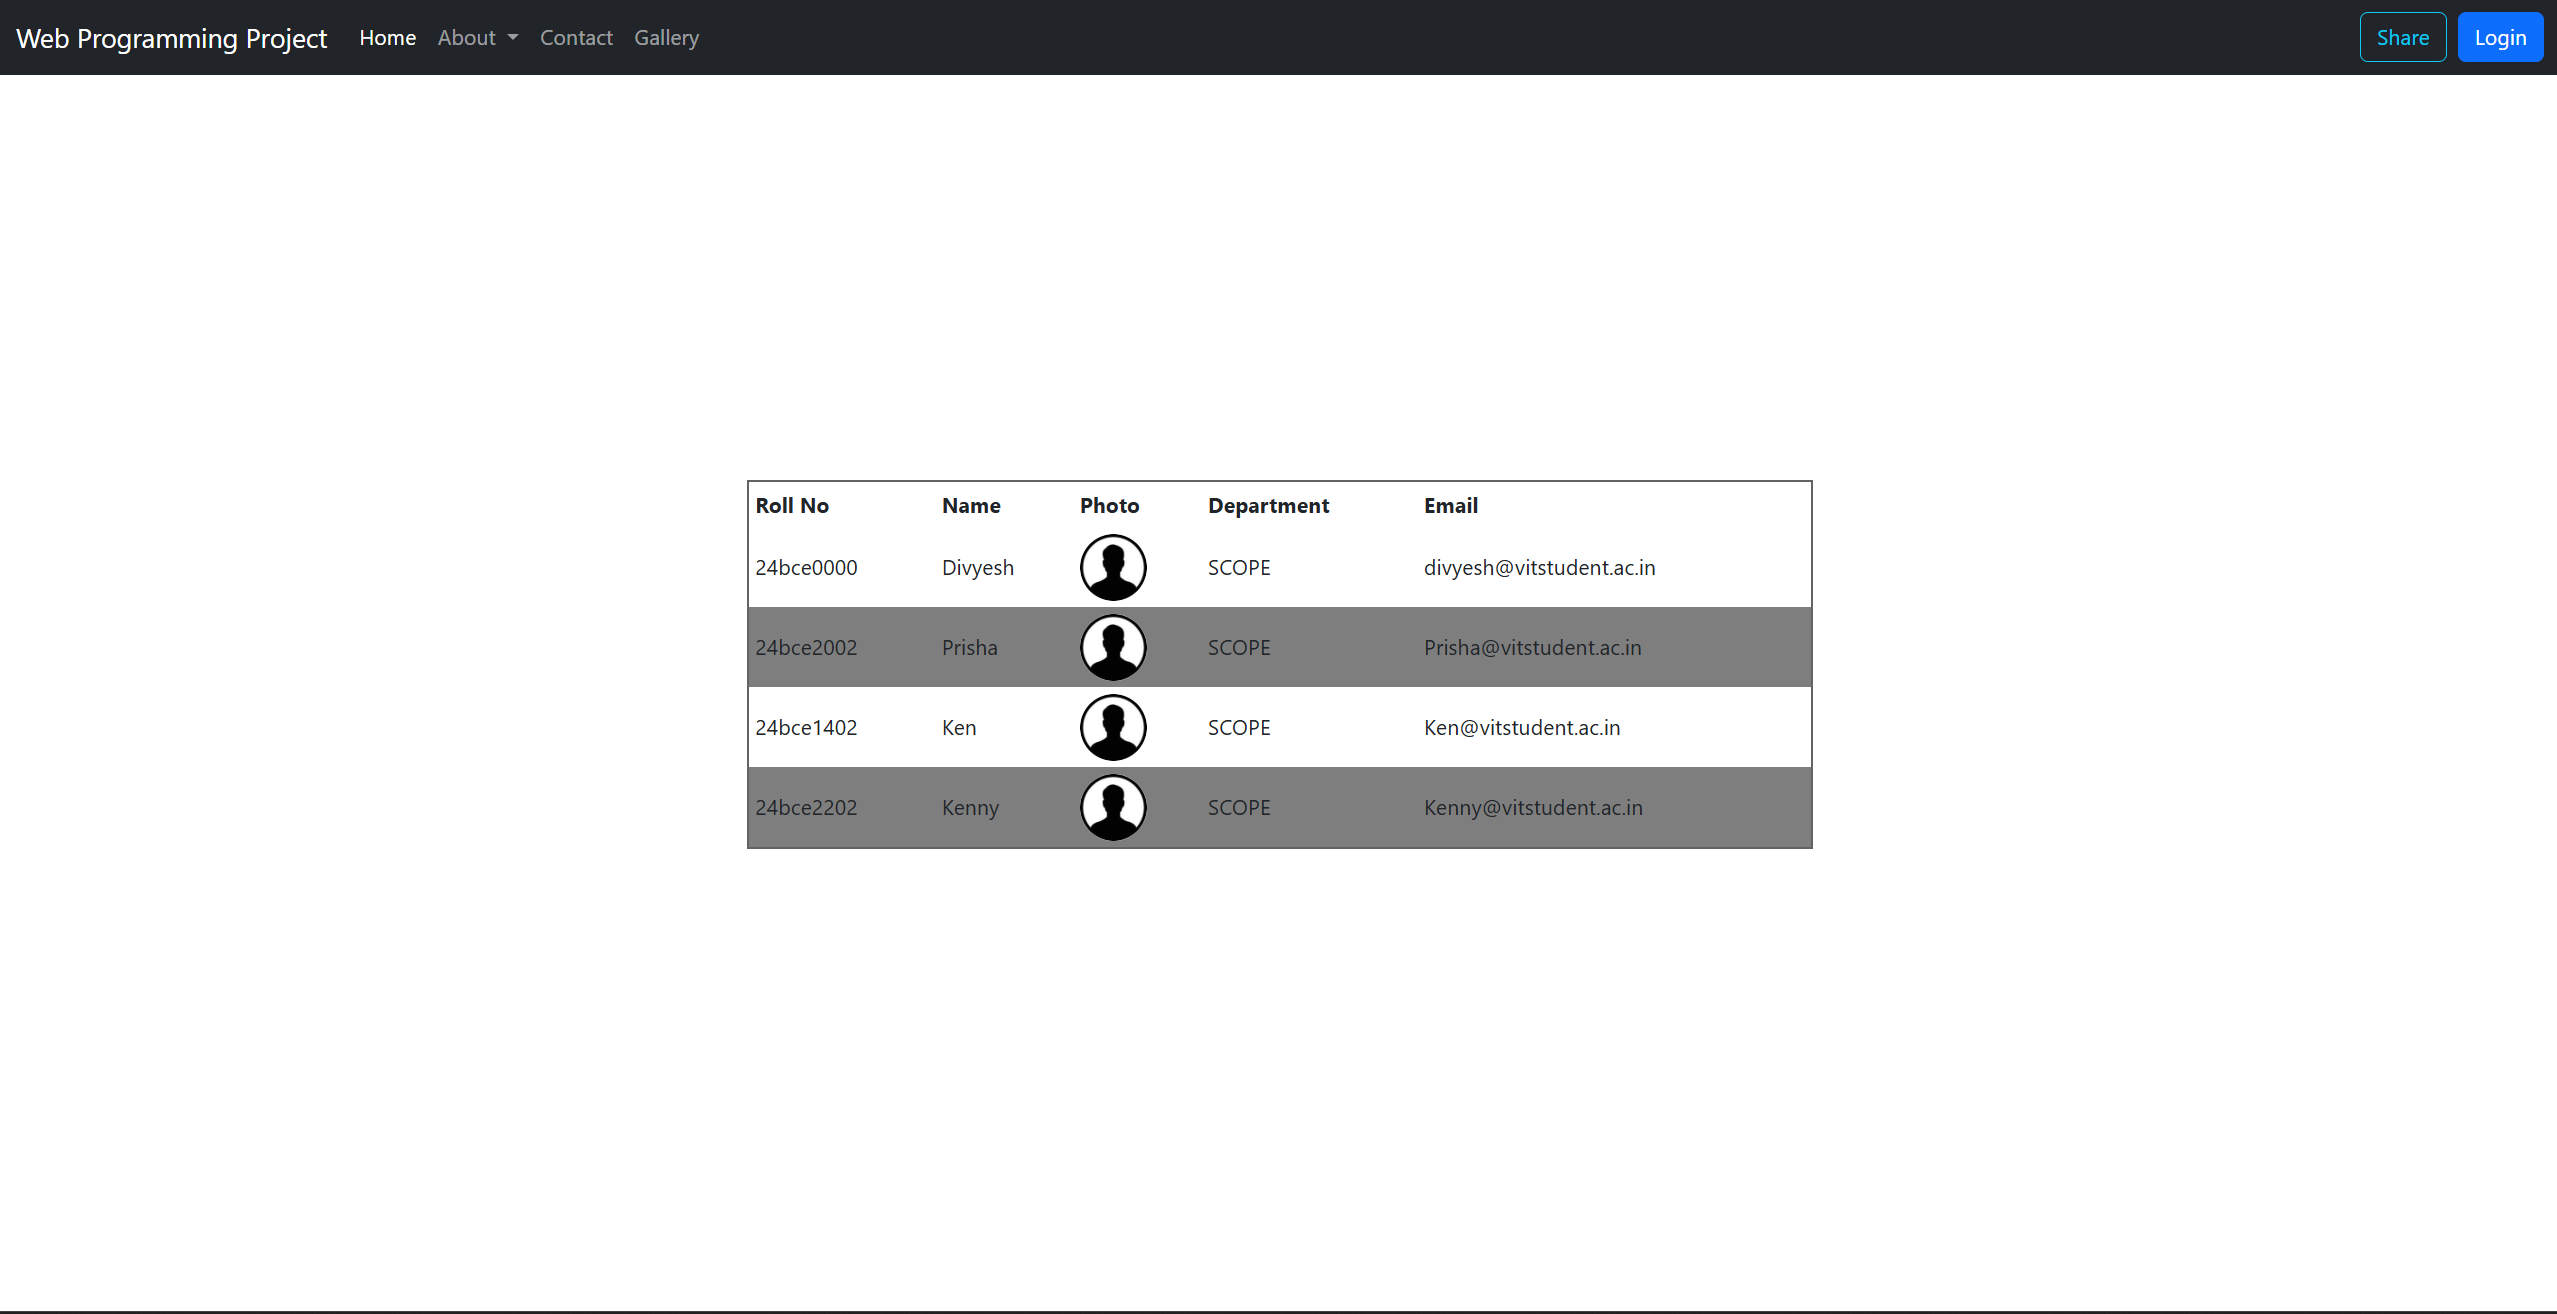 Web Programming Project Home About Contact Gallery Share Login
Roll No Name Photo Department Email
24bce0000 Divyesh SCOPE divyesh@vitstudent.ac.in
24bce2002 Prisha SCOPE Prisha@vitstudent.ac.in
24bce1402 Ken SCOPE Ken@vitstudent.ac.in
24bce2202 Kenny SCOPE Kenny@vitstudent.ac.in